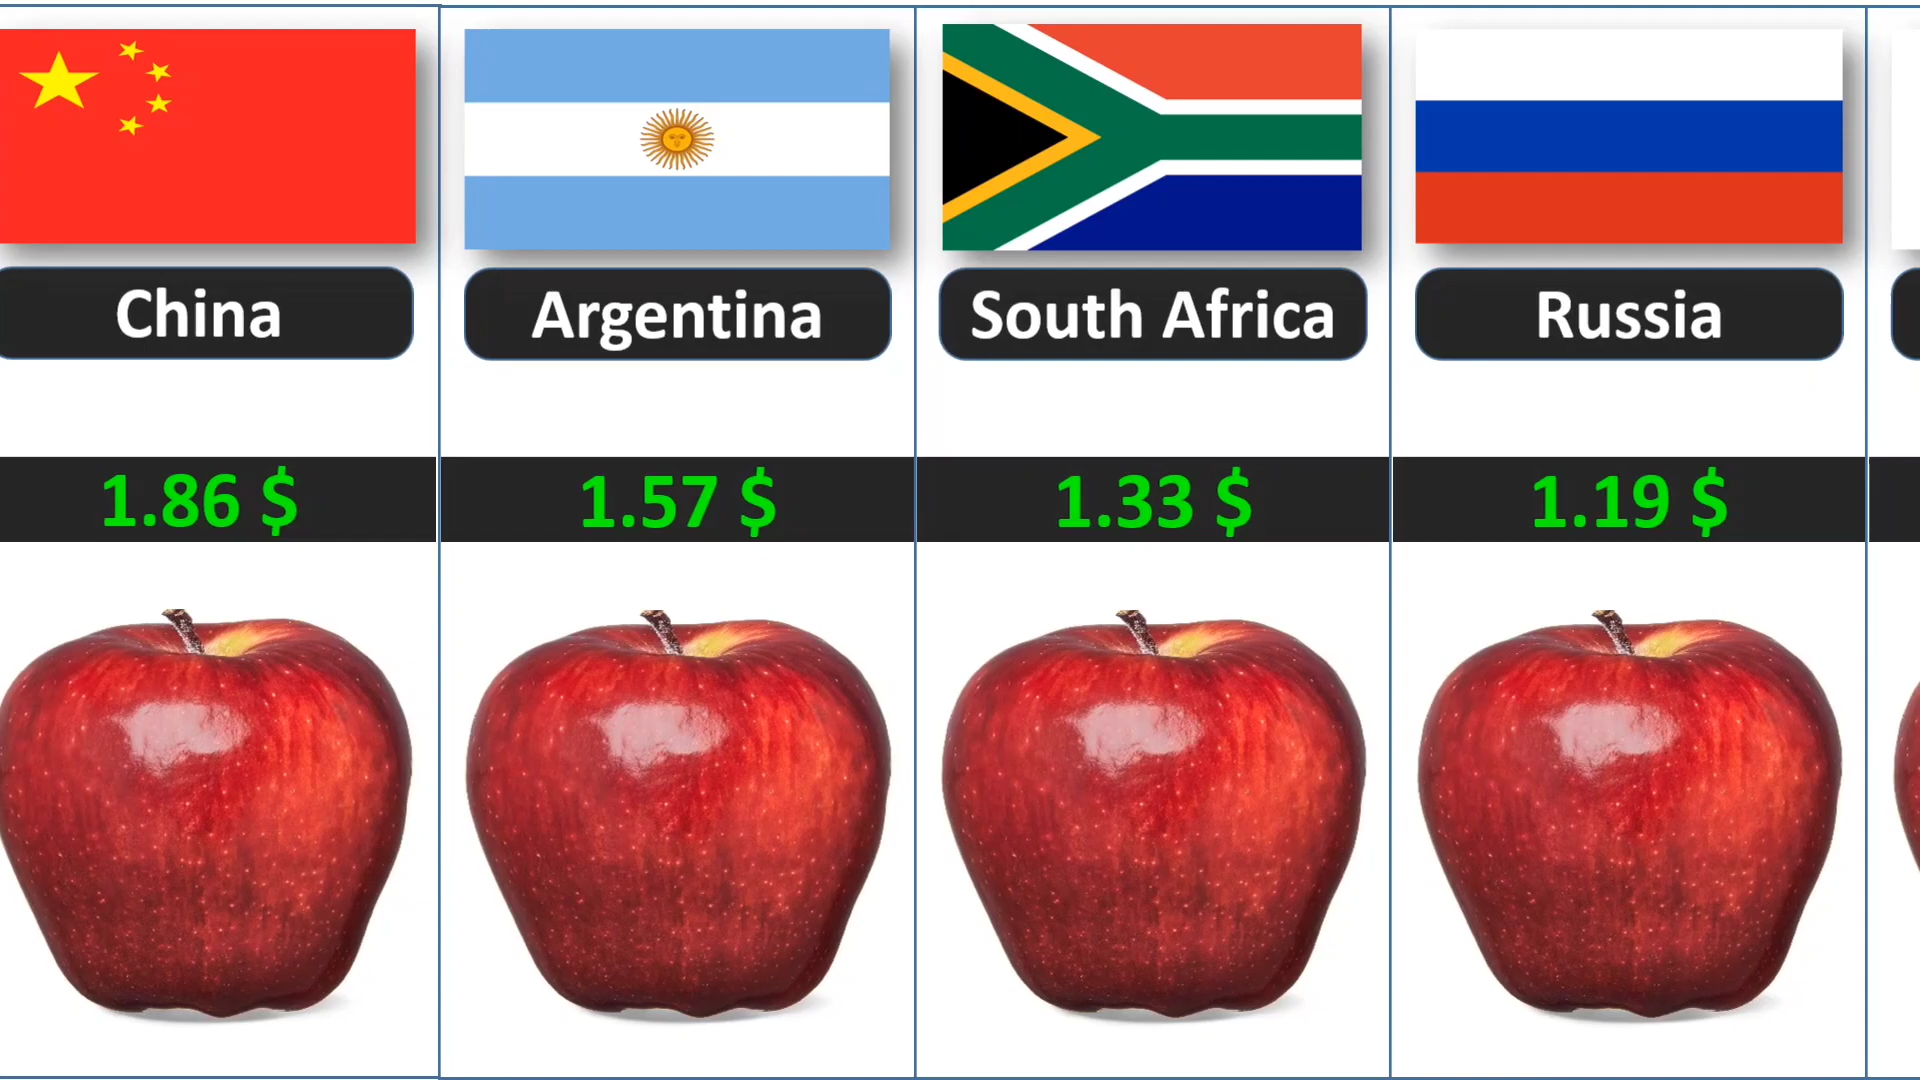 China
Argentina
South Africa
Russia
1.86 $
1.57 $
1.33 $
1.19 $